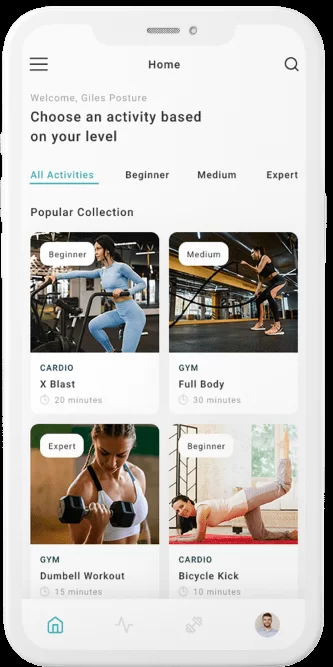 Home
Welcome, Giles Posture
Choose an activity based
on your level
All Activities Beginner Medium Expert
Popular Collection
Beginner
Medium
CARDIO
X Blast
20 minutes
GYM
Full Body
30 minutes
Expert
Beginner
GYM
Dumbell Workout
15 minutes
CARDIO
Bicycle Kick
10 minutes